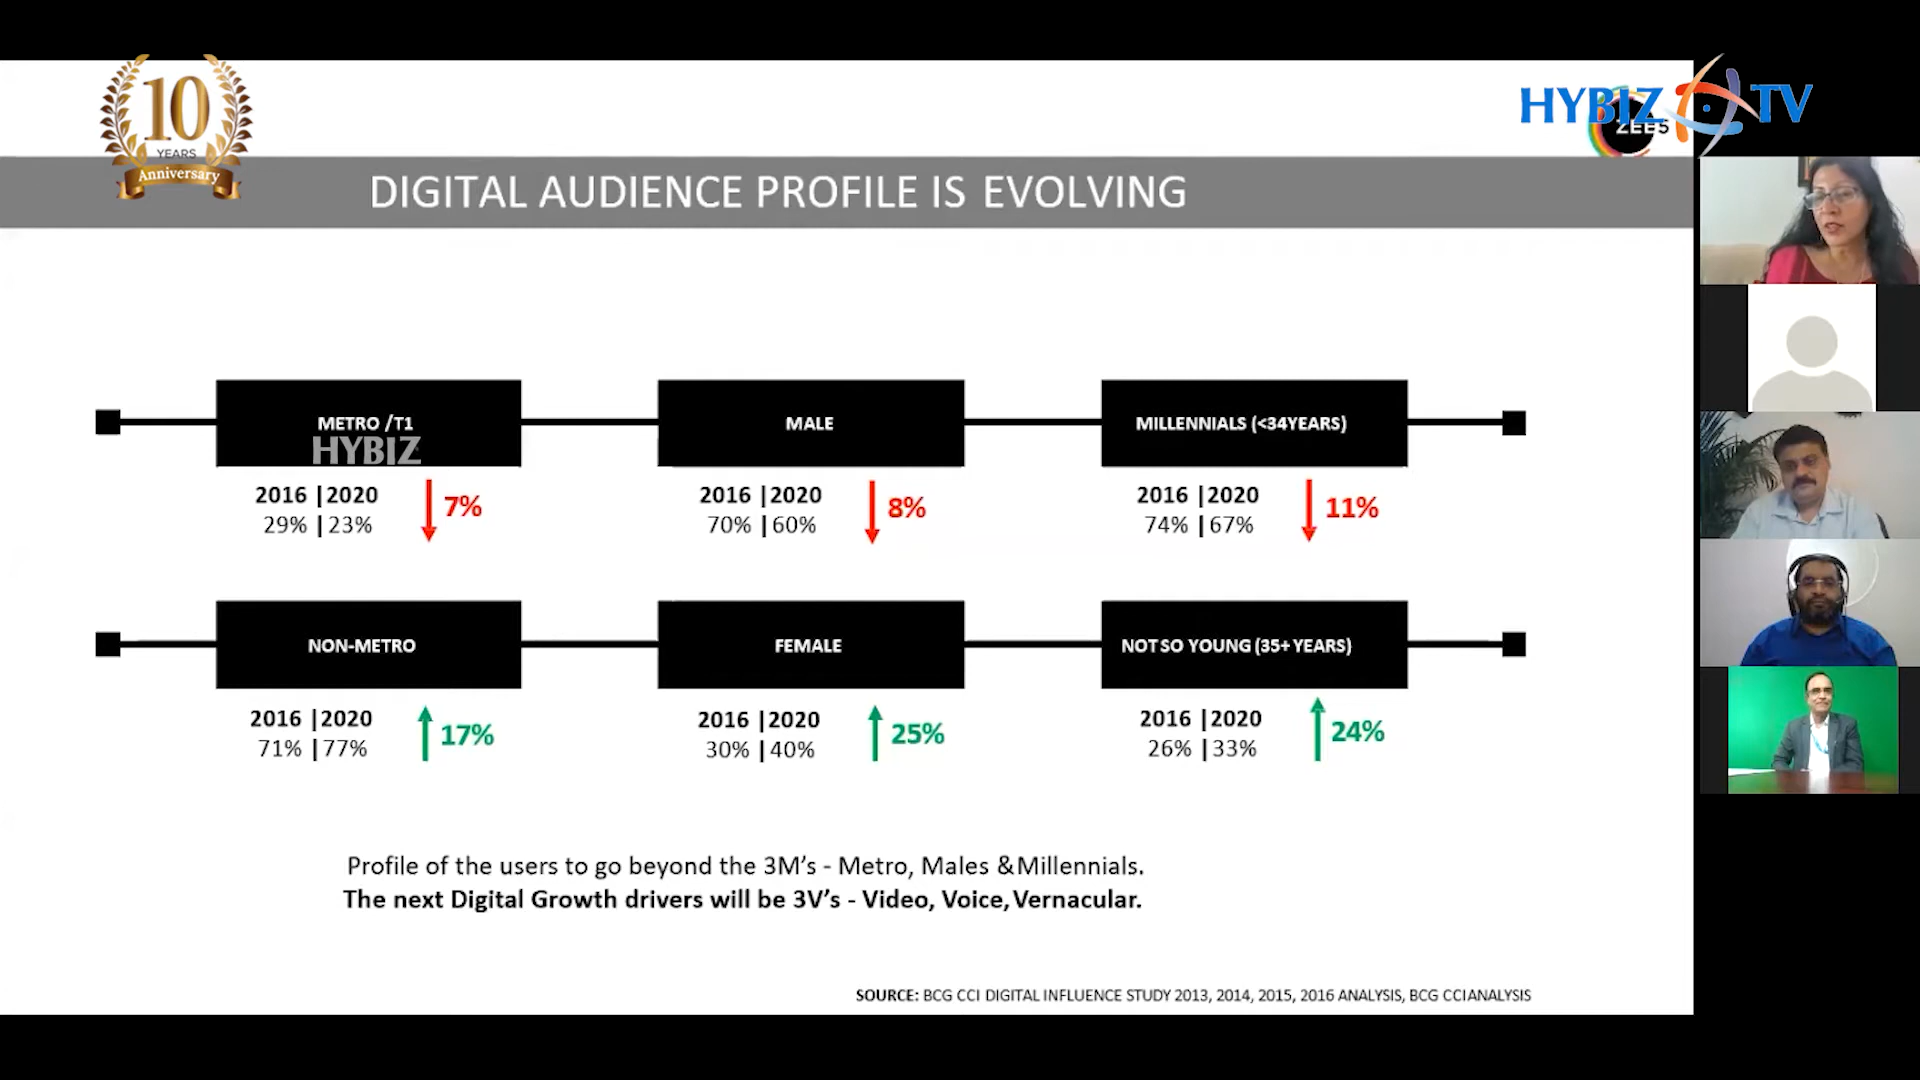 10
YEARS
Anniversary
HYBIZ TV
ZEE5
DIGITAL AUDIENCE PROFILE IS EVOLVING
METRO /T1
HYBIZ
2016 |2020
29% |23%
7%
MALE
2016 |2020
70% |60%
8%
MILLENNIALS (<34YEARS)
2016 |2020
74% |67%
11%
NON-METRO
2016 |2020
71% |77%
17%
FEMALE
2016 |2020
30% |40%
25%
NOT SO YOUNG (35+ YEARS)
2016 |2020
26% |33%
24%
Profile of the users to go beyond the 3M’s - Metro, Males & Millennials.
The next Digital Growth drivers will be 3V’s - Video, Voice, Vernacular.
SOURCE: BCG CCI DIGITAL INFLUENCE STUDY 2013, 2014, 2015, 2016 ANALYSIS, BCG CCI ANALYSIS